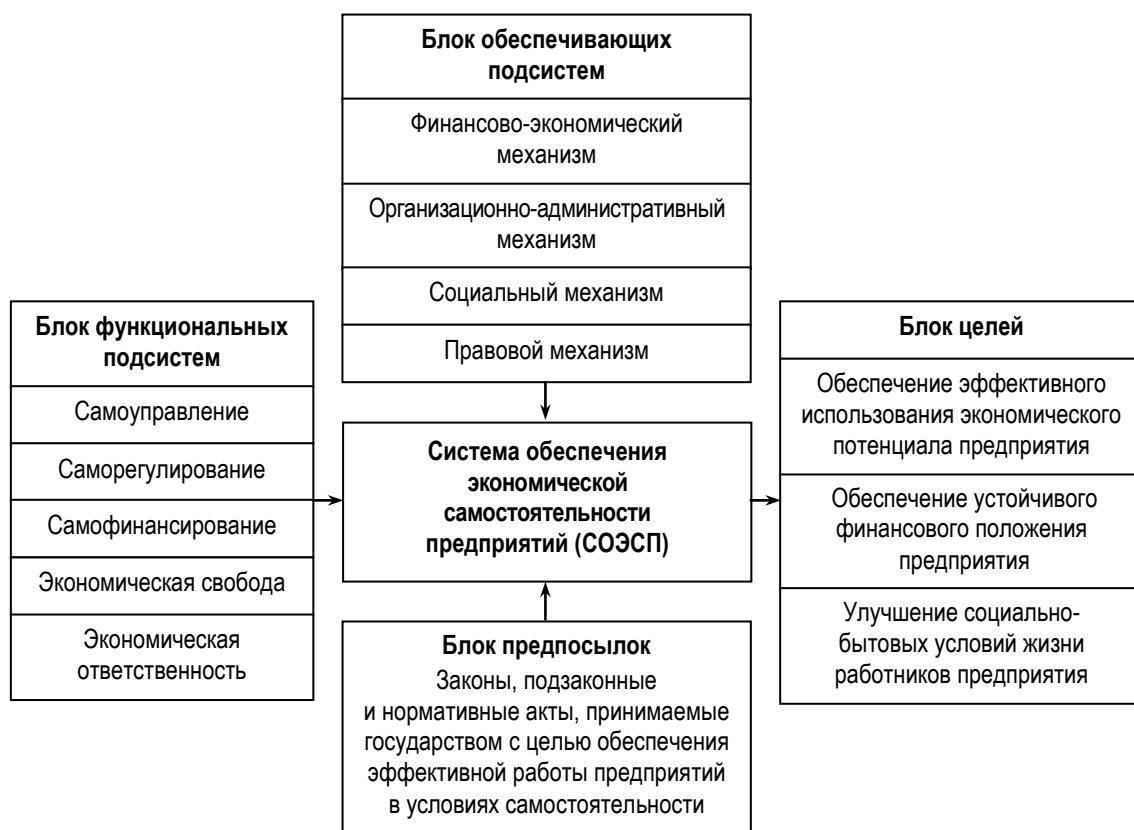 Блок обеспечивающих
подсистем
Финансово-экономический
механизм
Организационно-административный
механизм
Социальный механизм
Правовой механизм
Блок функциональных
подсистем
Самоуправление
Саморегулирование
Самофинансирование
Экономическая свобода
Экономическая
ответственность
Система обеспечения
экономической
самостоятельности
предприятий (СОЭСП)
Блок целей
Обеспечение эффективного
использования экономического
потенциала предприятия
Обеспечение устойчивого
финансового положения
предприятия
Улучшение социально-
бытовых условий жизни
работников предприятия
Блок предпосылок
Законы, подзаконные
и нормативные акты, принимаемые
государством с целью обеспечения
эффективной работы предприятий
в условиях самостоятельности